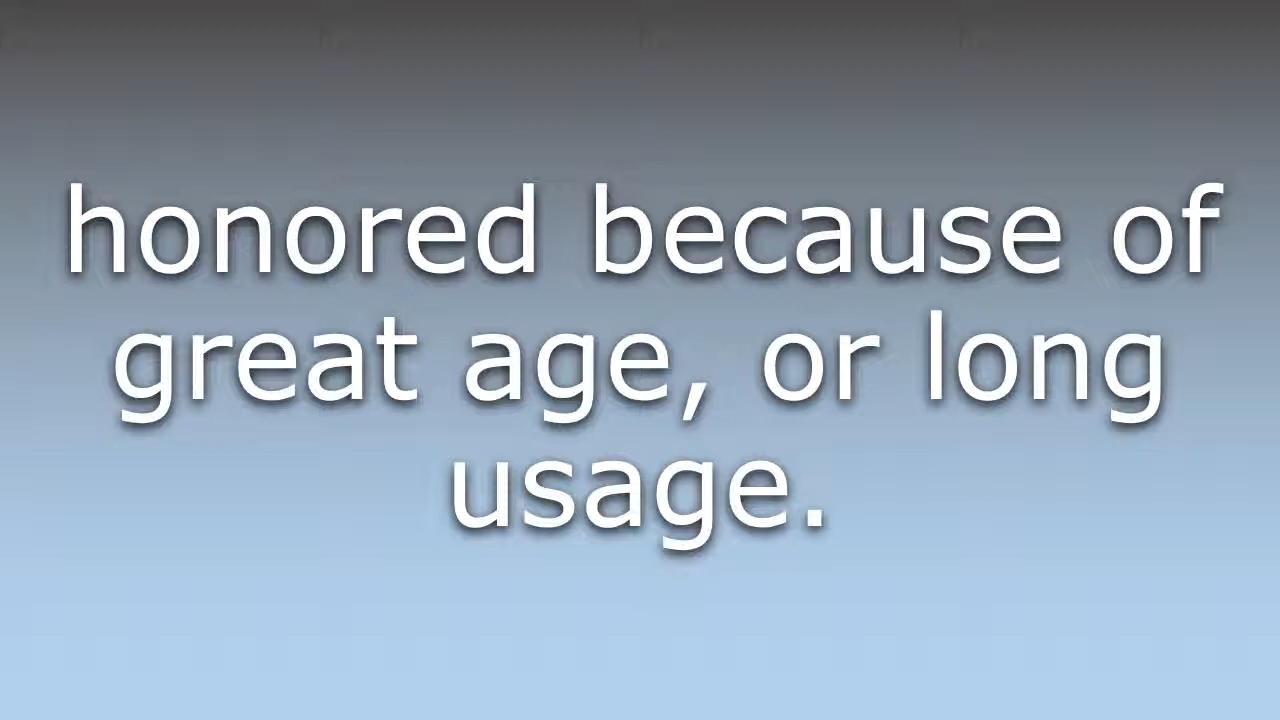 honored because of
great age, or long
usage.